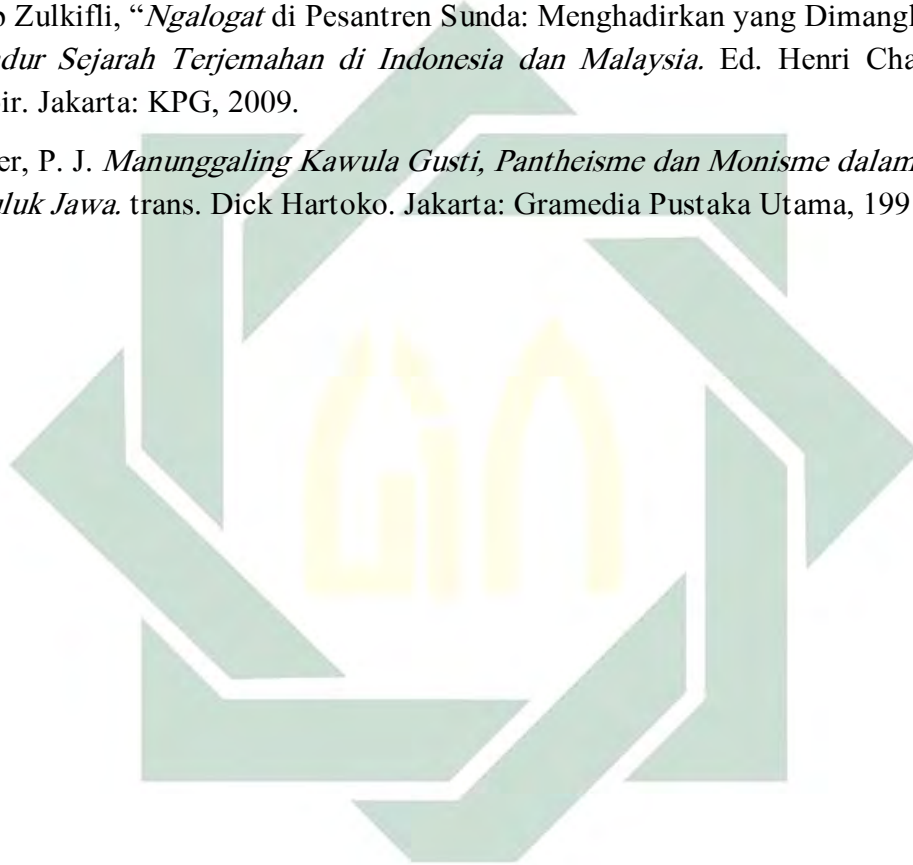 o Zulkifli, “Ngalogat di Pesantren Sunda: Menghadirkan yang Dimangk
dur Sejarah Terjemahan di Indonesia dan Malaysia. Ed. Henri Cha
ir. Jakarta: KPG, 2009.
er, P. J. Manunggaling Kawula Gusti, Pantheisme dan Monisme dalam
luk Jawa. trans. Dick Hartoko. Jakarta: Gramedia Pustaka Utama, 199